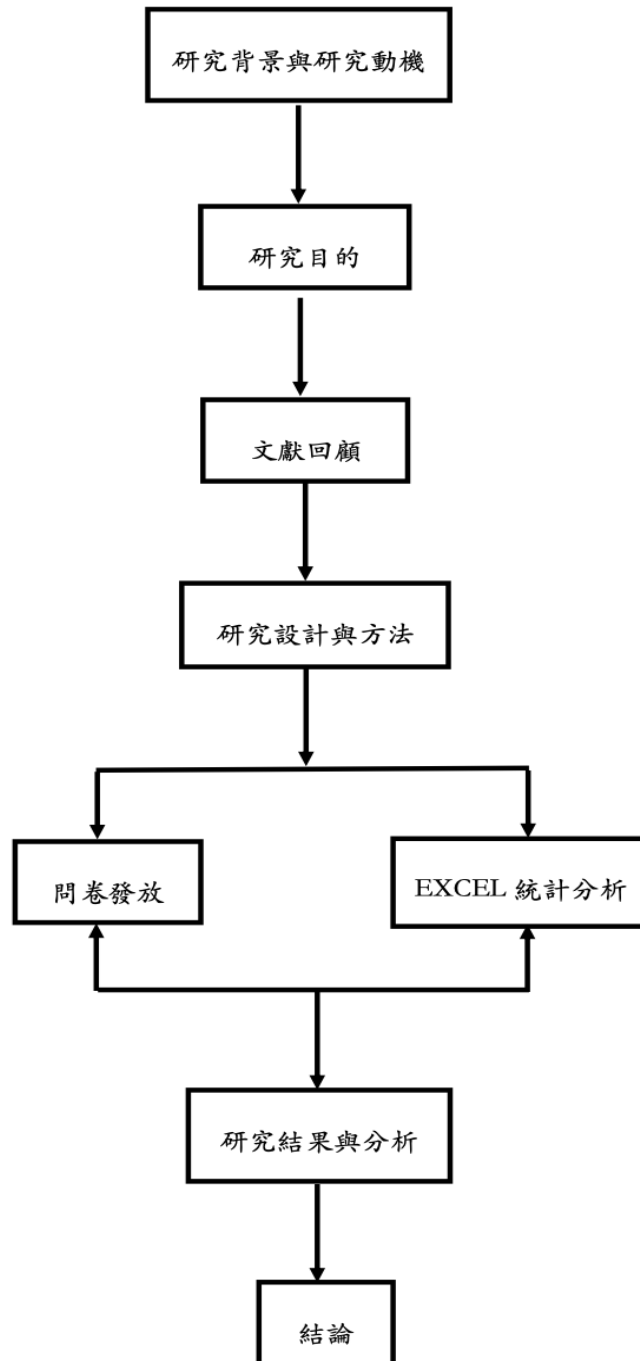 研究背景與研究動機
研究目的
文獻回顧
研究設計與方法
問卷發放
EXCEL 統計分析
研究結果與分析
結論